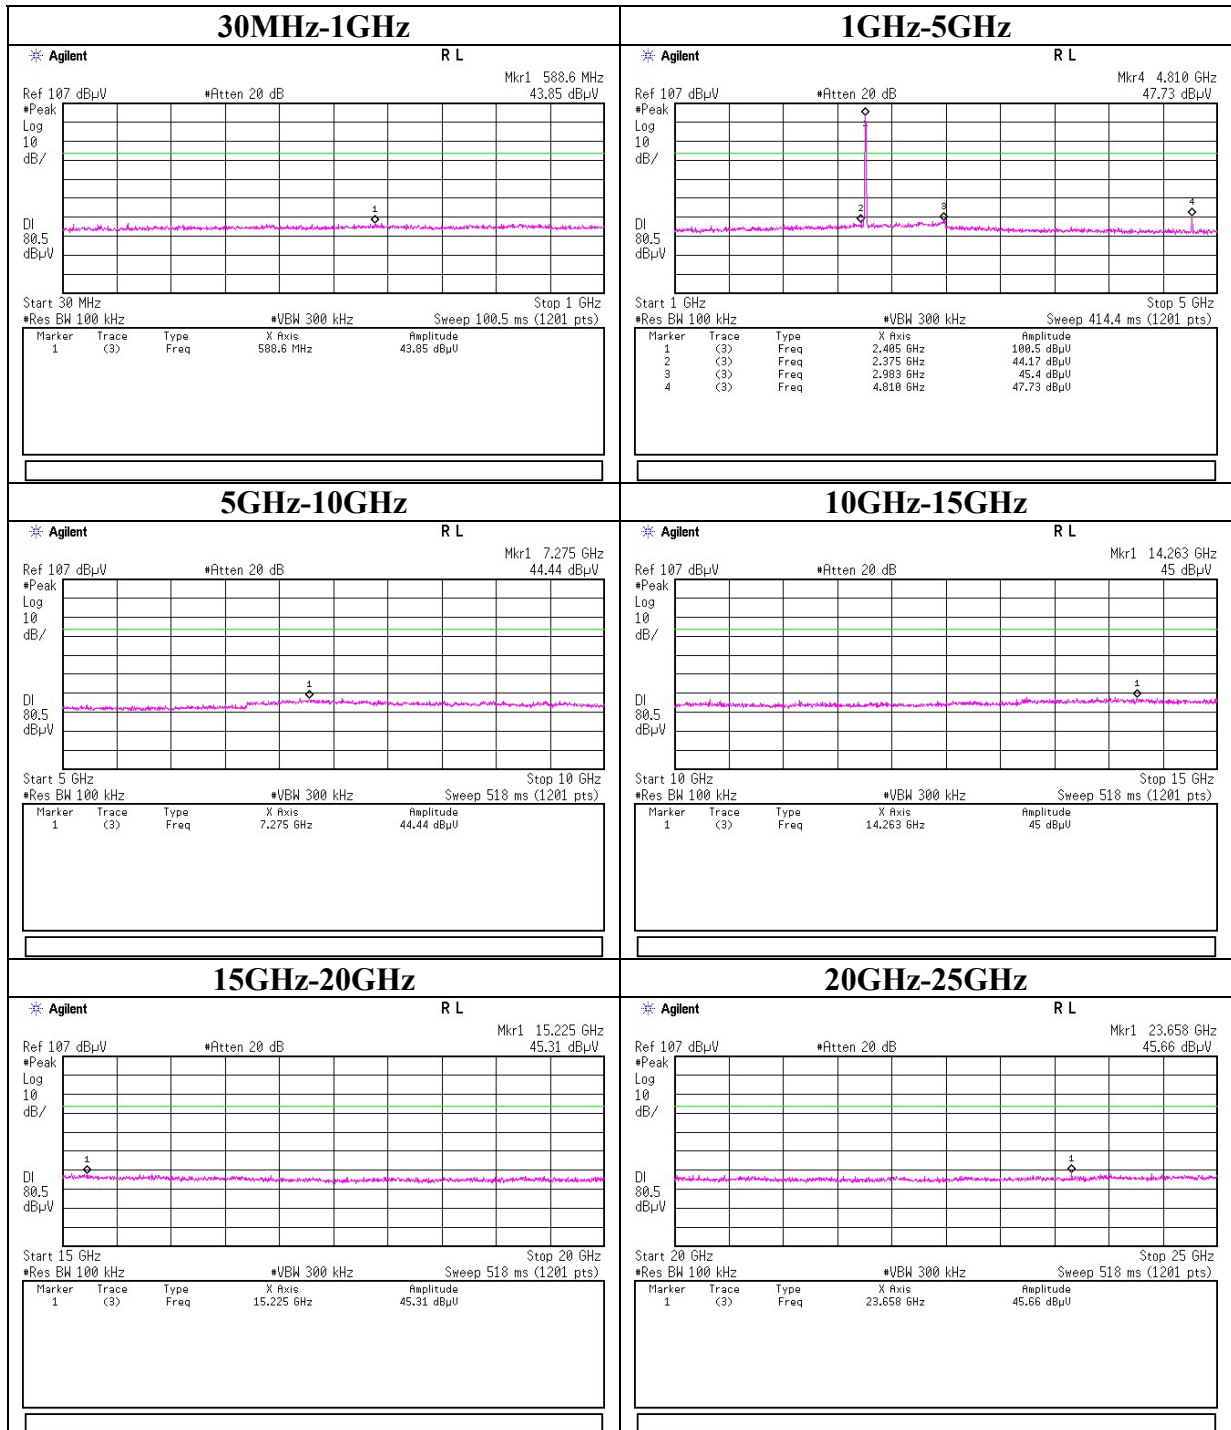 30MHz-1GHz
Agilent R L
Mkr1 588.6 MHz
Ref 107 dBµV #Atten 20 dB 43.85 dBµV
#Peak
Log
10
dB/
1
DI
80.5
dBµV
Start 30 MHz Stop 1 GHz
#Res BW 100 kHz #VBW 300 kHz Sweep 100.5 ms (1201 pts)
Marker Trace Type X Axis Amplitude
1 (3) Freq 588.6 MHz 43.85 dBµV
1GHz-5GHz
Agilent R L
Mkr4 4.810 GHz
Ref 107 dBµV #Atten 20 dB 47.73 dBµV
#Peak
Log
10
dB/
1
2 3 4
DI
80.5
dBµV
Start 1 GHz Stop 5 GHz
#Res BW 100 kHz #VBW 300 kHz Sweep 414.4 ms (1201 pts)
Marker Trace Type X Axis Amplitude
1 (3) Freq 2.405 GHz 100.5 dBµV
2 (3) Freq 2.375 GHz 44.17 dBµV
3 (3) Freq 2.983 GHz 45.4 dBµV
4 (3) Freq 4.810 GHz 47.73 dBµV
5GHz-10GHz
Agilent R L
Mkr1 7.275 GHz
Ref 107 dBµV #Atten 20 dB 44.44 dBµV
#Peak
Log
10
dB/
1
DI
80.5
dBµV
Start 5 GHz Stop 10 GHz
#Res BW 100 kHz #VBW 300 kHz Sweep 518 ms (1201 pts)
Marker Trace Type X Axis Amplitude
1 (3) Freq 7.275 GHz 44.44 dBµV
10GHz-15GHz
Agilent R L
Mkr1 14.263 GHz
Ref 107 dBµV #Atten 20 dB 45 dBµV
#Peak
Log
10
dB/
1
DI
80.5
dBµV
Start 10 GHz Stop 15 GHz
#Res BW 100 kHz #VBW 300 kHz Sweep 518 ms (1201 pts)
Marker Trace Type X Axis Amplitude
1 (3) Freq 14.263 GHz 45 dBµV
15GHz-20GHz
Agilent R L
Mkr1 15.225 GHz
Ref 107 dBµV #Atten 20 dB 45.31 dBµV
#Peak
Log
10
dB/
1
DI
80.5
dBµV
Start 15 GHz Stop 20 GHz
#Res BW 100 kHz #VBW 300 kHz Sweep 518 ms (1201 pts)
Marker Trace Type X Axis Amplitude
1 (3) Freq 15.225 GHz 45.31 dBµV
20GHz-25GHz
Agilent R L
Mkr1 23.658 GHz
Ref 107 dBµV #Atten 20 dB 45.66 dBµV
#Peak
Log
10
dB/
1
DI
80.5
dBµV
Start 20 GHz Stop 25 GHz
#Res BW 100 kHz #VBW 300 kHz Sweep 518 ms (1201 pts)
Marker Trace Type X Axis Amplitude
1 (3) Freq 23.658 GHz 45.66 dBµV